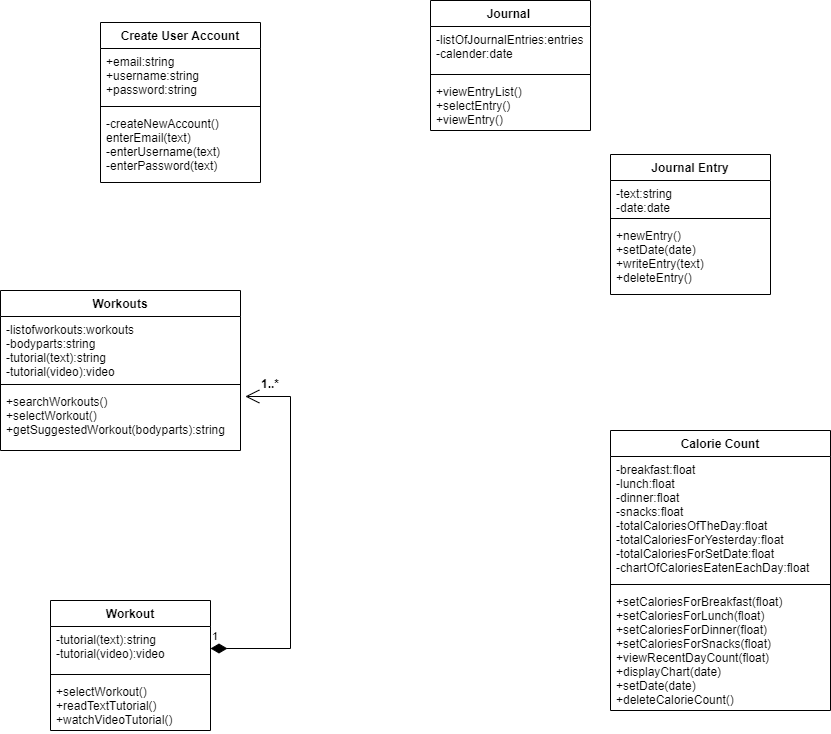 Create User Account
+email:string
+username:string
+password:string
-createNewAccount()
enterEmail(text)
-enterUsername(text)
-enterPassword(text)
Journal
-listOfJournalEntries:entries
-calender:date
+viewEntryList()
+selectEntry()
+viewEntry()
Journal Entry
-text:string
-date:date
+newEntry()
+setDate(date)
+writeEntry(text)
+deleteEntry()
Workouts
-listofworkouts:workouts
-bodyparts:string
-tutorial(text):string
-tutorial(video):video
+searchWorkouts()
+selectWorkout()
+getSuggestedWorkout(bodyparts):string
1..*
Calorie Count
-breakfast:float
-lunch:float
-dinner:float
-snacks:float
-totalCaloriesOfTheDay:float
-totalCaloriesForYesterday:float
-totalCaloriesForSetDate:float
-chartOfCaloriesEatenEachDay:float
+setCaloriesForBreakfast(float)
+setCaloriesForLunch(float)
+setCaloriesForDinner(float)
+setCaloriesForSnacks(float)
+viewRecentDayCount(float)
+displayChart(date)
+setDate(date)
+deleteCalorieCount()
Workout
-tutorial(text):string
-tutorial(video):video
+selectWorkout()
+readTextTutorial()
+watchVideoTutorial()
1